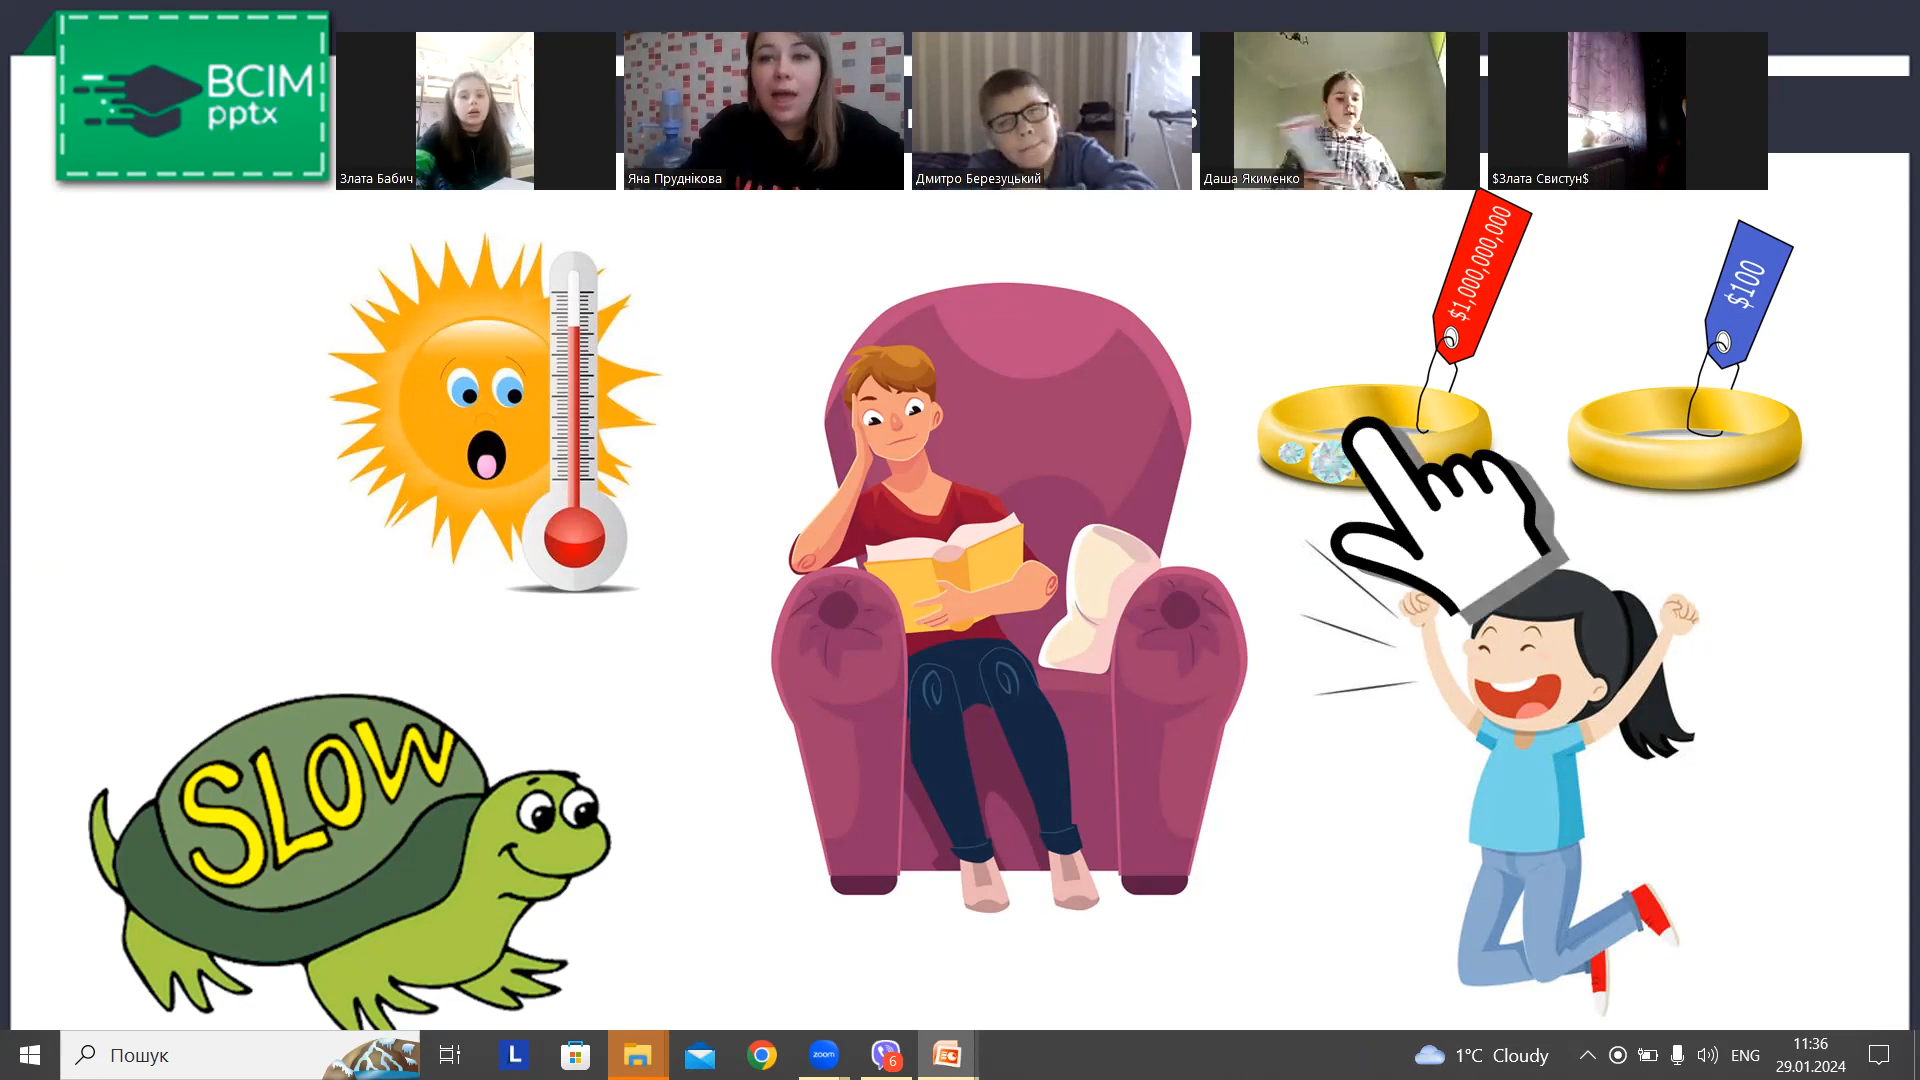 BCIM
pptx
Злата Бабич
Яна Пруднікова
Дмитро Березуцький
Даша Якименко
$Злата Свистун$
$1,000,000,000
$100
SLOW
Пошук
L
zoom
6
1°C Cloudy
ENG
11:36
29.01.2024